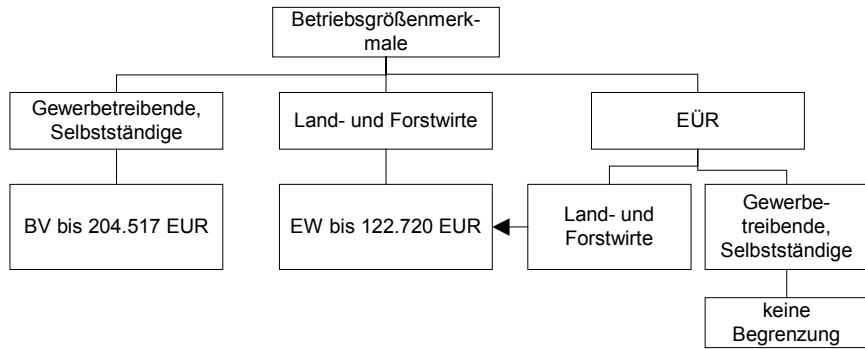 Betriebsgrößenmerk-
male
Gewerbetreibende,
Selbstständige
Land- und Forstwirte
EÜR
BV bis 204.517 EUR
EW bis 122.720 EUR
Land- und
Forstwirte
Gewerbe-
treibende,
Selbstständige
keine
Begrenzung